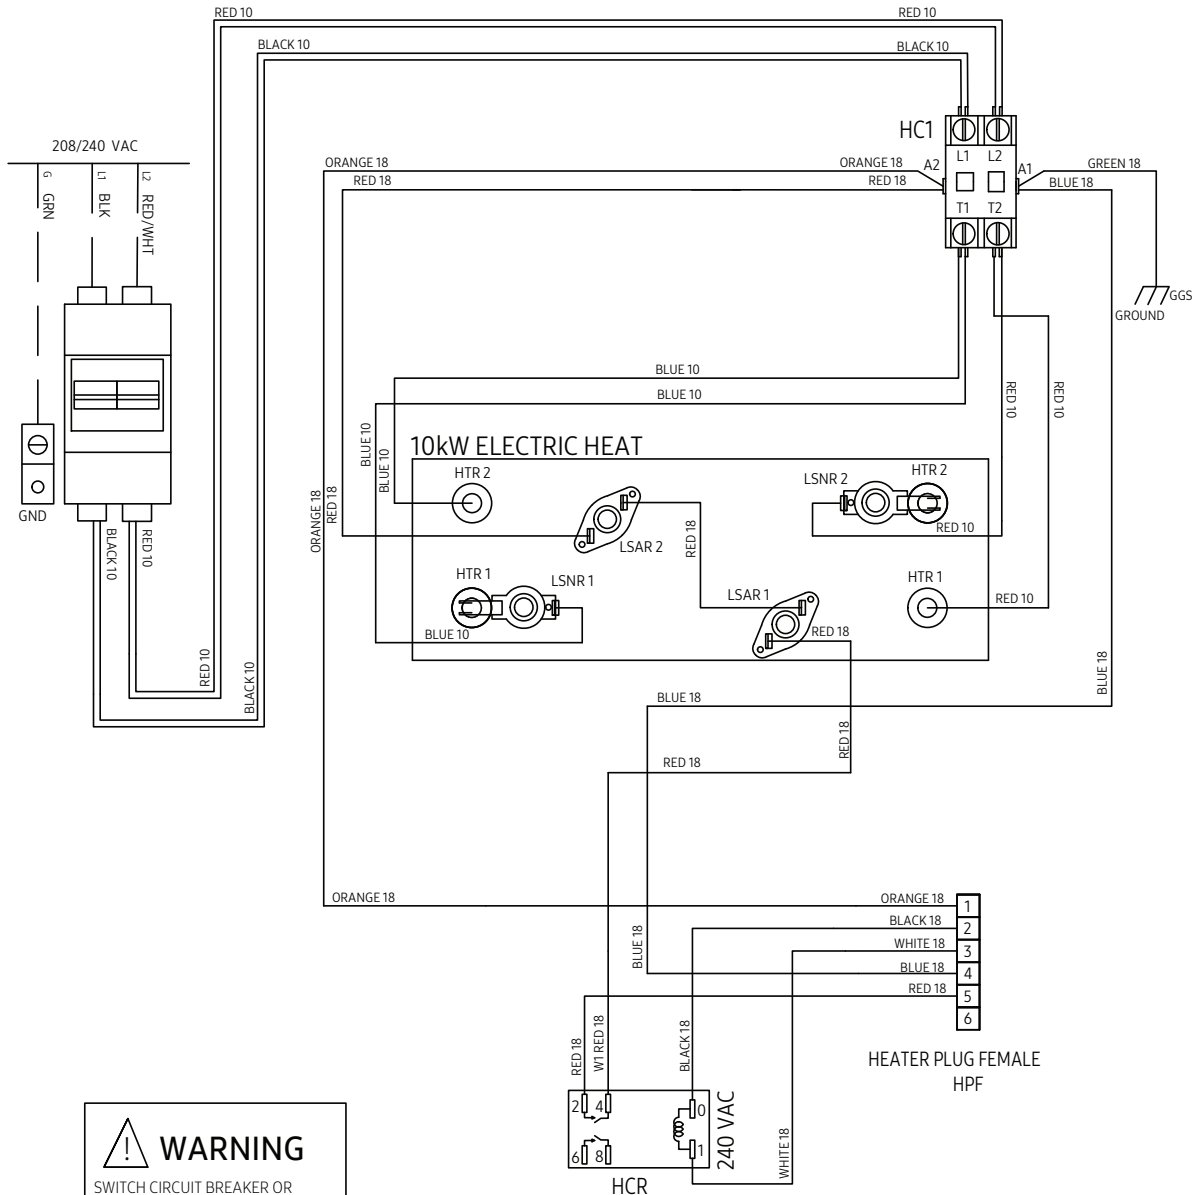 RED 10
RED 10
BLACK 10
BLACK 10
HC1
208/240 VAC
L1 L2
ORANGE 18
ORANGE 18
A2
A1
GREEN 18
RED 18
RED 18
BLUE 18
G
L1
L2
GRN
BLK
RED/WHT
T1 T2
GGS
GROUND
BLUE 10
BLUE 10
RED 10
RED 10
BLUE 10
BLUE 10
10kW ELECTRIC HEAT
HTR 2
LSNR 2
HTR 2
GND
ORANGE 18
RED 18
BLACK 10
RED 10
LSAR 2
RED 18
RED 10
HTR 1
LSNR 1
LSAR 1
HTR 1
RED 10
BLUE 10
RED 18
RED 10
BLACK 10
BLUE 18
BLUE 18
RED 18
RED 18
ORANGE 18
ORANGE 18
1
BLACK 18
2
BLUE 18
WHITE 18
3
BLUE 18
4
RED 18
5
6
RED 18
W1 RED 18
BLACK 18
HEATER PLUG FEMALE
HPF
2 4
0
240 VAC
WHITE 18
6 8
1
HCR
! WARNING
SWITCH CIRCUIT BREAKER OR